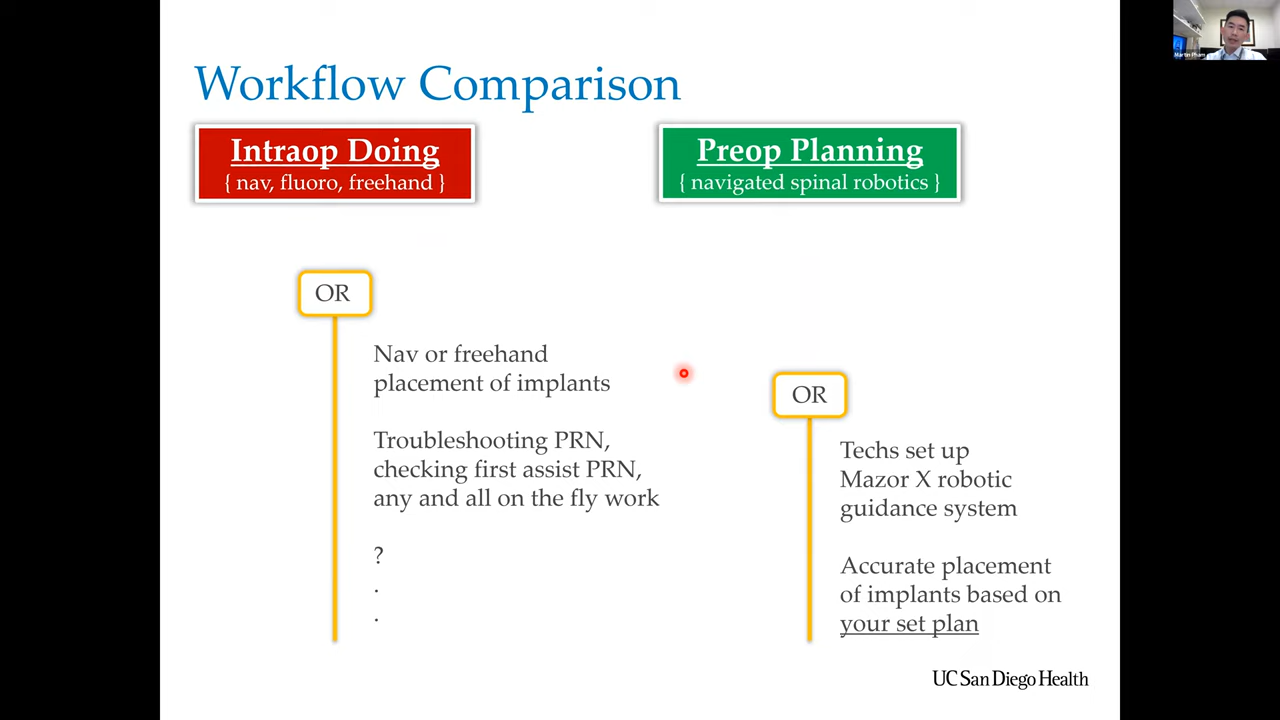 Workflow Comparison
Intraop Doing
{ nav, fluoro, freehand }
Preop Planning
{ navigated spinal robotics }
OR
Nav or freehand
placement of implants
Troubleshooting PRN,
checking first assist PRN,
any and all on the fly work
?
.
.
OR
Techs set up
Mazor X robotic
guidance system
Accurate placement
of implants based on
your set plan
UC San Diego Health
Martin Pham